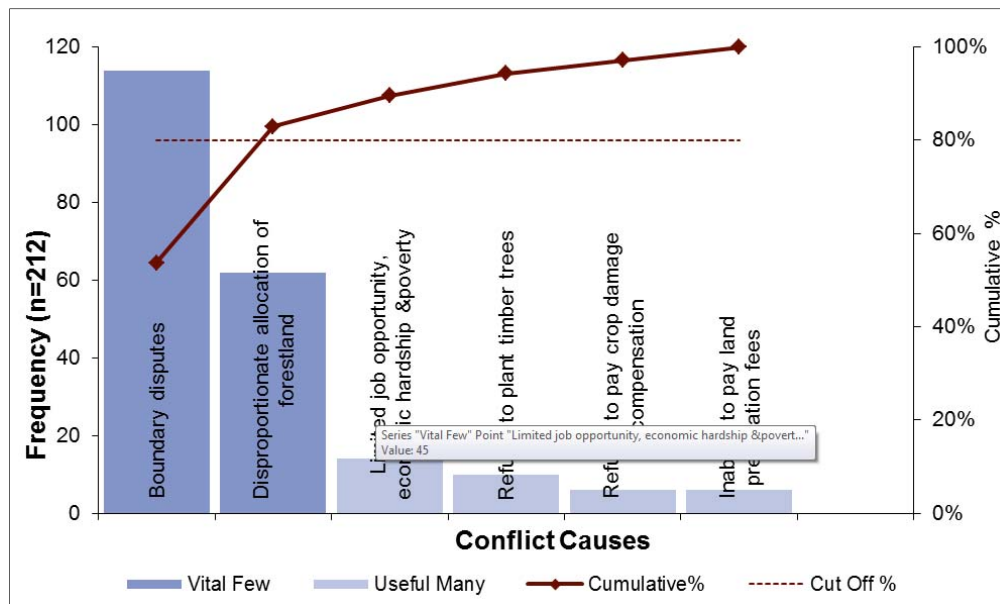 120
100
80
60
40
20
0
Frequency (n=212)
100%
80%
60%
40%
20%
0%
Cumulative %
Boundary disputes
Disproportionate allocation of
forestland
Limited job opportunity,
economic hardship &poverty
to plant timber trees
to pay crop damage
compensation
to pay land
fees
Series "Vital Few" Point "Limited job opportunity, economic hardship &povert..."
Value: 45
Conflict Causes
Vital Few
Useful Many
Cumulative%
Cut Off %